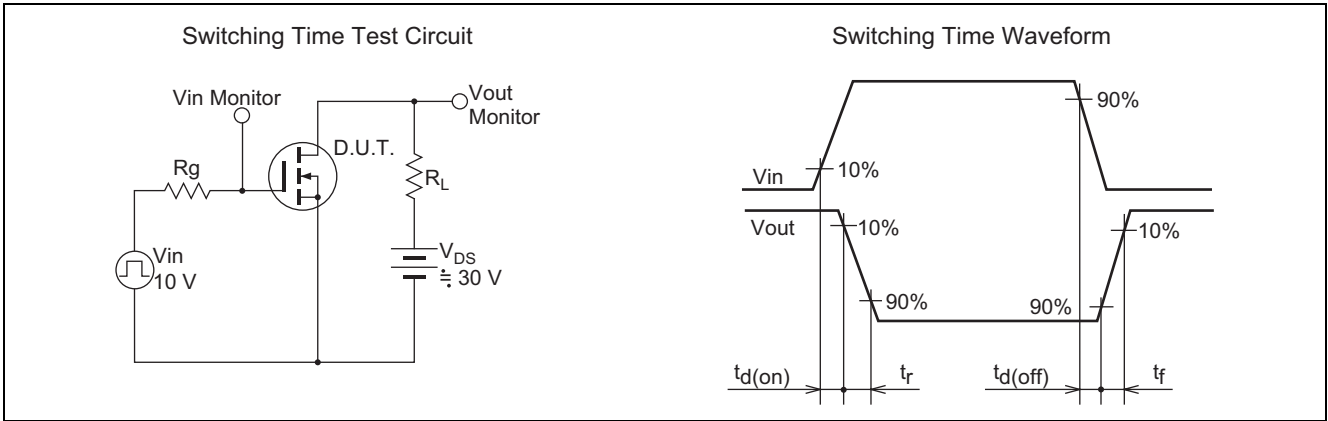 Switching Time Test Circuit
Vin Monitor
Vout
Monitor
D.U.T.
Rg
RL
Vin
10 V
VDS
≒ 30 V
Switching Time Waveform
Vin
10%
90%
Vout
10%
90%
90%
10%
td(on)
tr
td(off)
tf